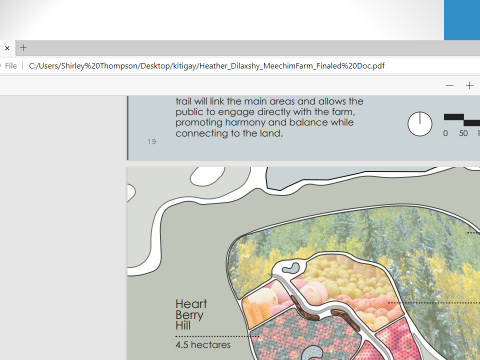 File C:/Users/Shirley%20Thompson/Desktop/kitigay/Heather_Dilaxshy_MeechimFarm_Finaled%20Doc.pdf
trail will link the main areas and allows the
public to engage directly with the farm,
promoting harmony and balance while
connecting to the land.
19
0 50
Heart
Berry
Hill
4.5 hectares